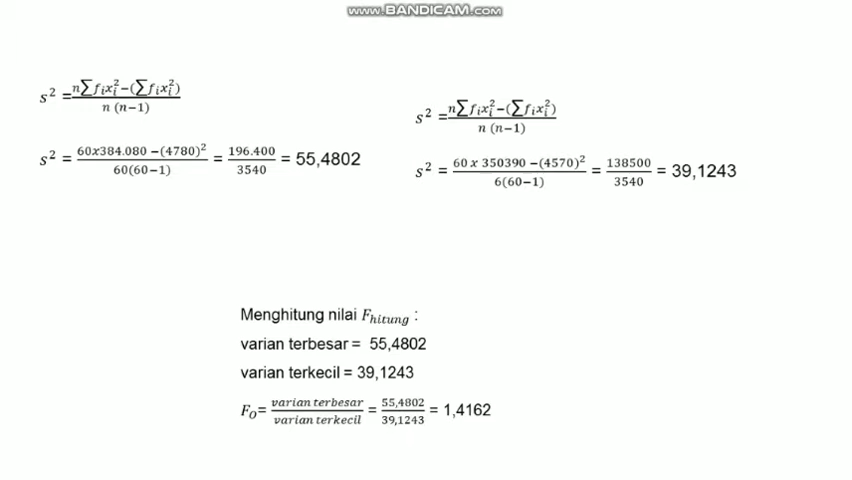 www.BANDICAM.com
s² = n∑fᵢxᵢ²−(∑fᵢxᵢ²) / n (n−1)
s² = 60x384.080 −(4780)² / 60(60−1) = 196.400 / 3540 = 55,4802
s² = n∑fᵢxᵢ²−(∑fᵢxᵢ²) / n (n−1)
s² = 60 x 350390 −(4570)² / 6(60−1) = 138500 / 3540 = 39,1243
Menghitung nilai F_hitung :
varian terbesar = 55,4802
varian terkecil = 39,1243
F_O = varian terbesar / varian terkecil = 55,4802 / 39,1243 = 1,4162